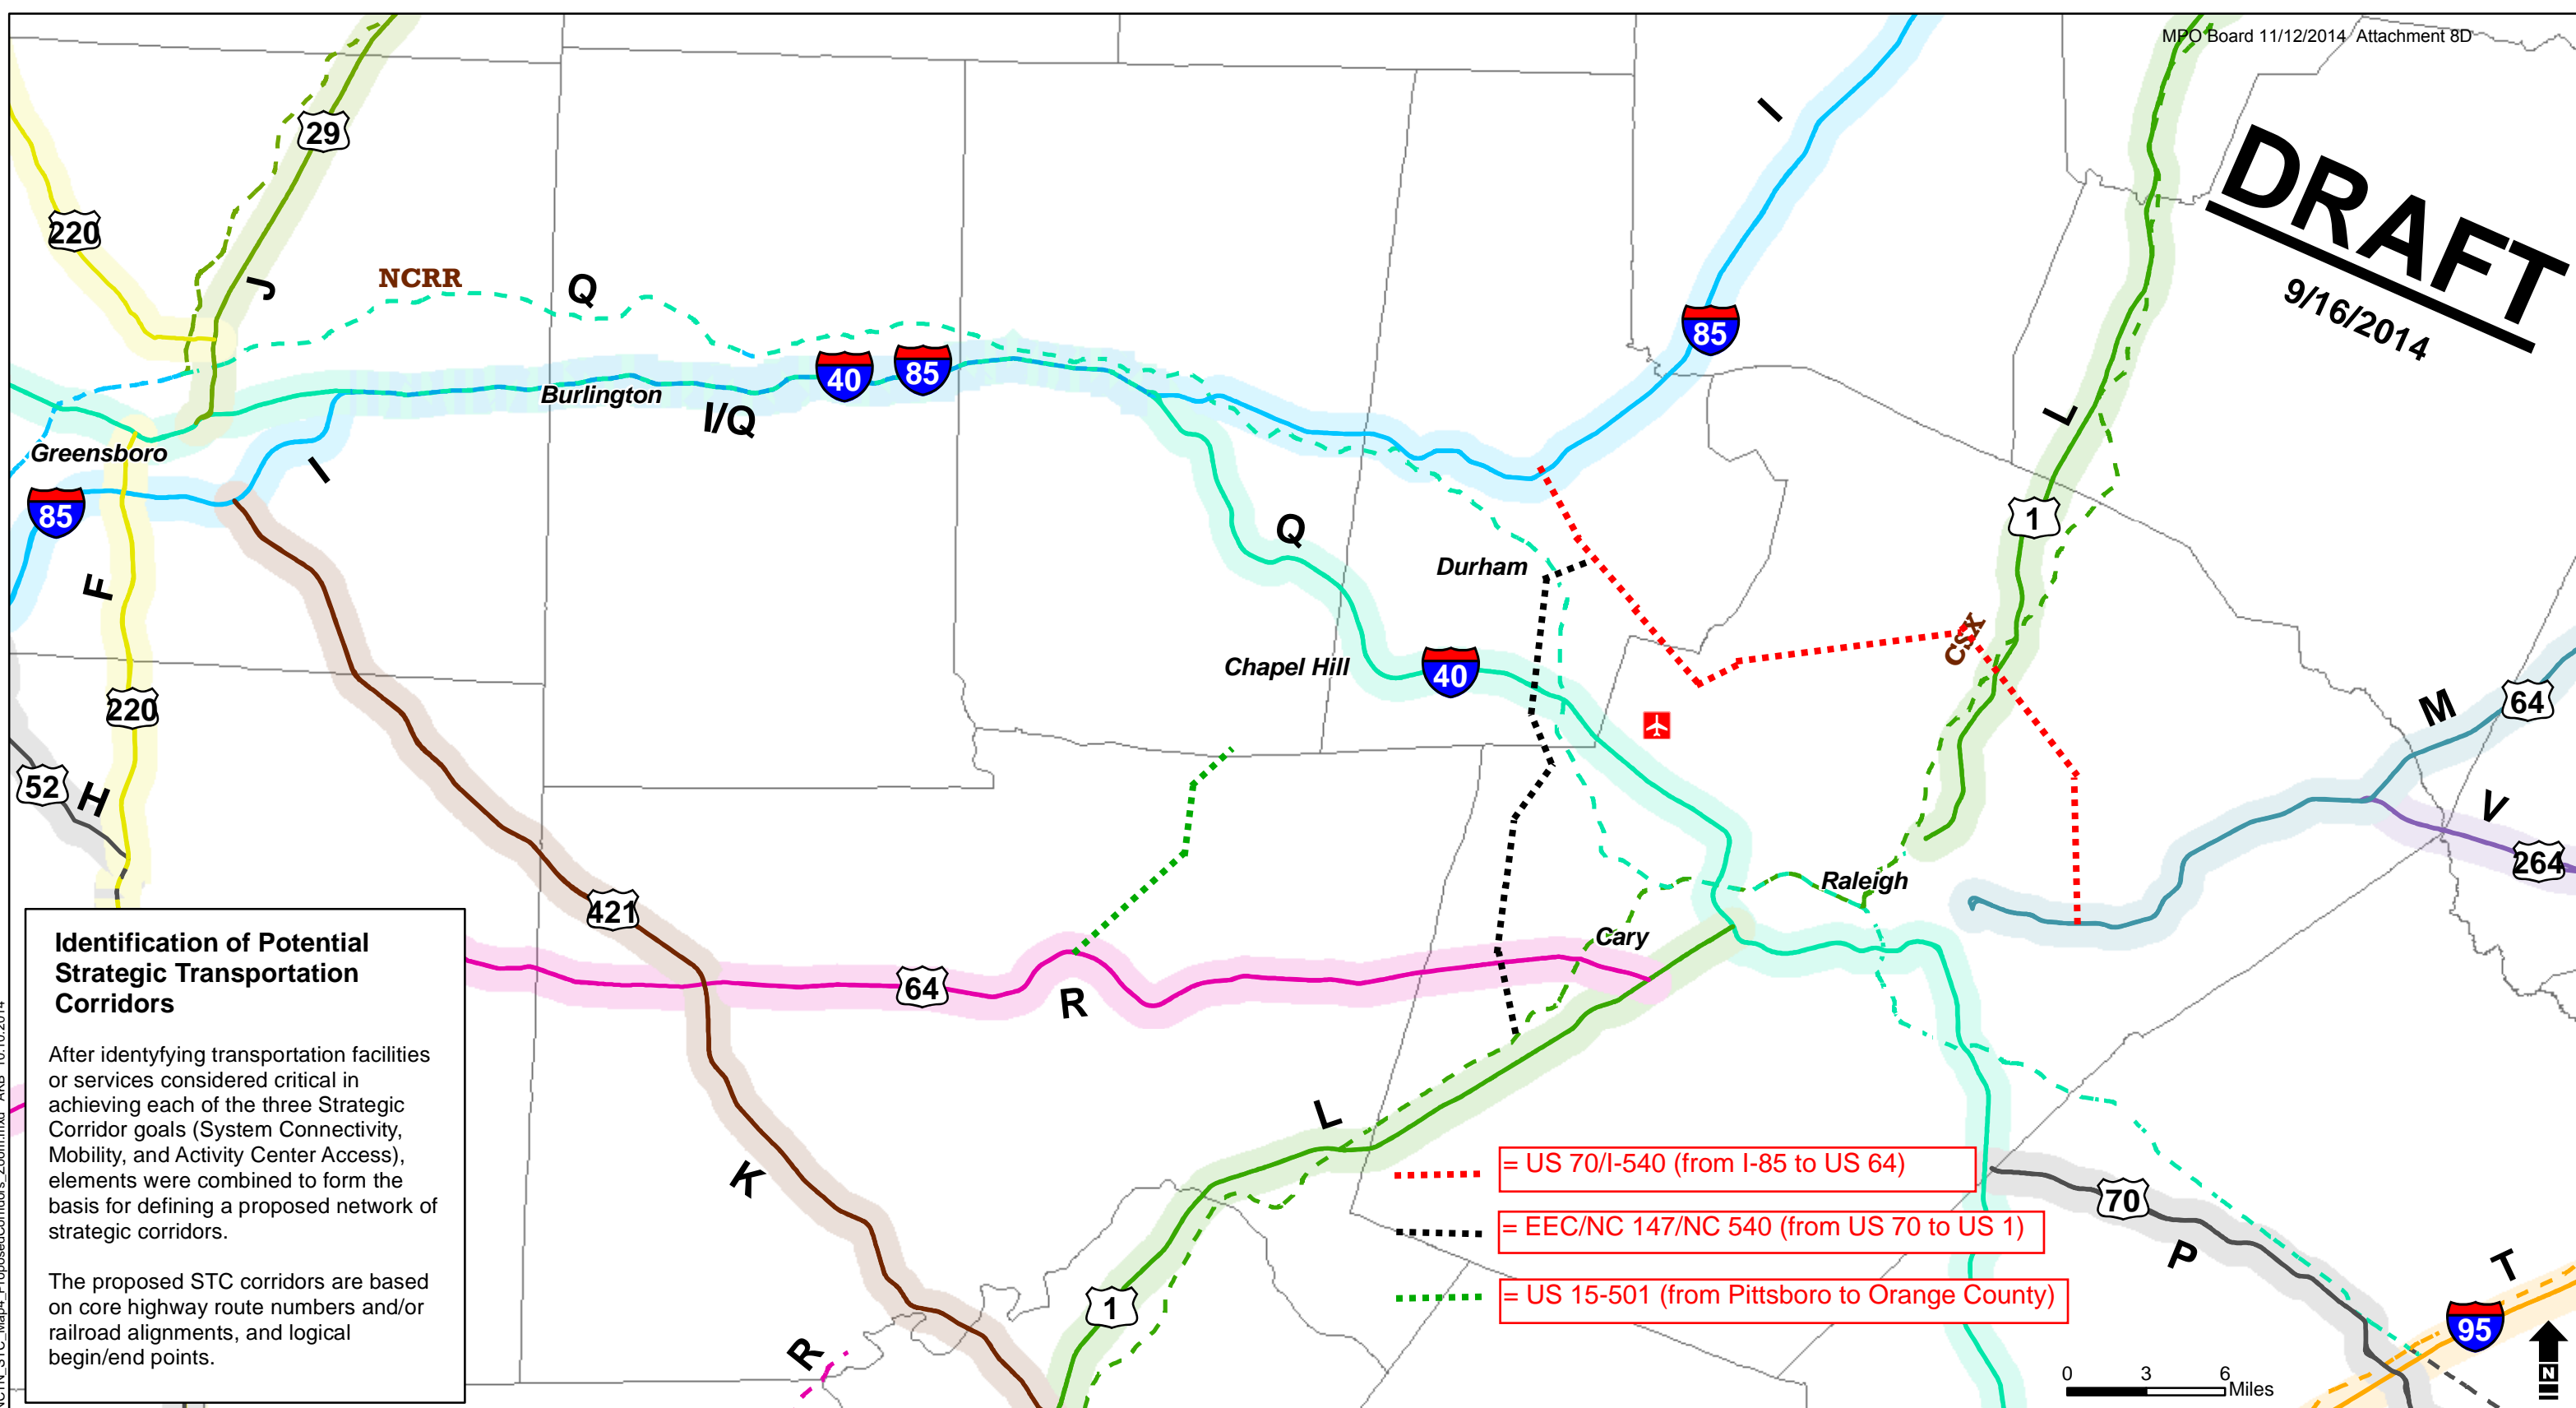 MPO Board 11/12/2014 Attachment 8D
DRAFT
9/16/2014
29
220
J
NCRR
Q
I
85
40
85
Burlington
I/Q
Greensboro
I
85
L
1
F
Q
Durham
CSX
Chapel Hill
40
220
52
H
M
64
V
264
Raleigh
421
Cary
64
R
K
L
1
R
70
P
T
95
Identification of Potential
Strategic Transportation
Corridors
After identyfying transportation facilities
or services considered critical in
achieving each of the three Strategic
Corridor goals (System Connectivity,
Mobility, and Activity Center Access),
elements were combined to form the
basis for defining a proposed network of
strategic corridors.
The proposed STC corridors are based
on core highway route numbers and/or
railroad alignments, and logical
begin/end points.
= US 70/I-540 (from I-85 to US 64)
= EEC/NC 147/NC 540 (from US 70 to US 1)
= US 15-501 (from Pittsboro to Orange County)
0 3 6
Miles
N